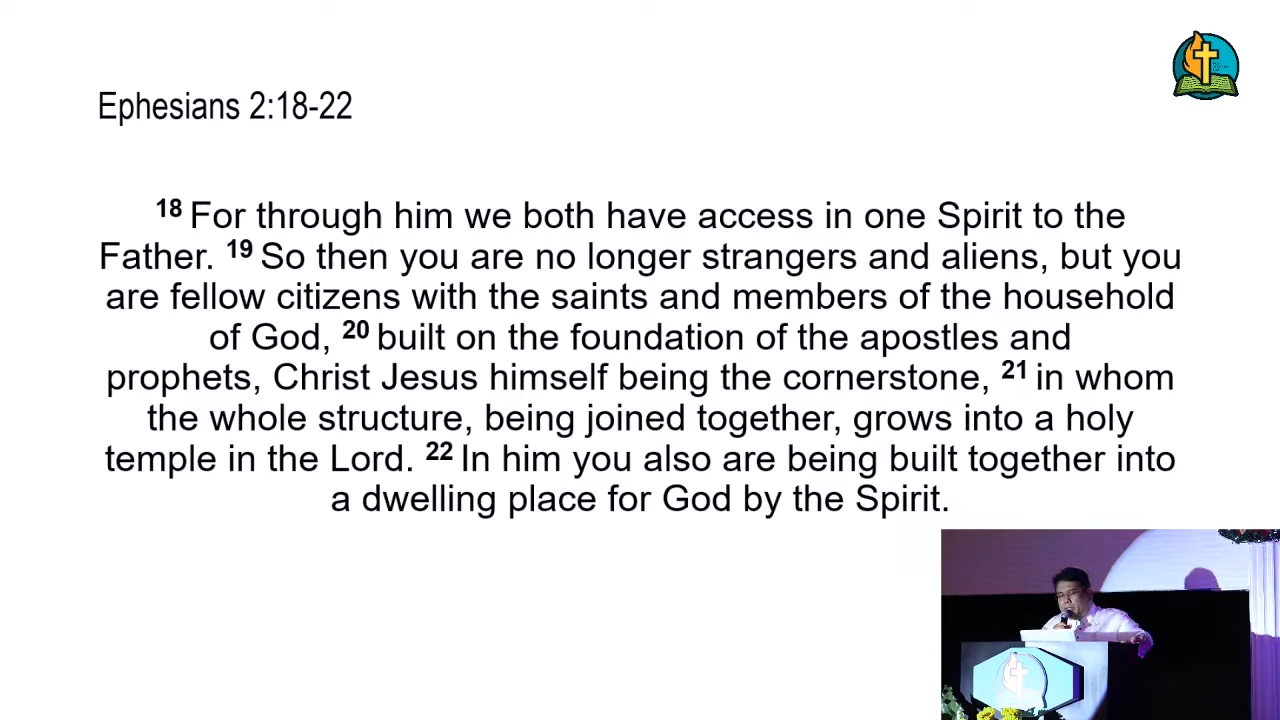 Ephesians 2:18-22
18 For through him we both have access in one Spirit to the
Father. 19 So then you are no longer strangers and aliens, but you
are fellow citizens with the saints and members of the household
of God, 20 built on the foundation of the apostles and
prophets, Christ Jesus himself being the cornerstone, 21 in whom
the whole structure, being joined together, grows into a holy
temple in the Lord. 22 In him you also are being built together into
a dwelling place for God by the Spirit.